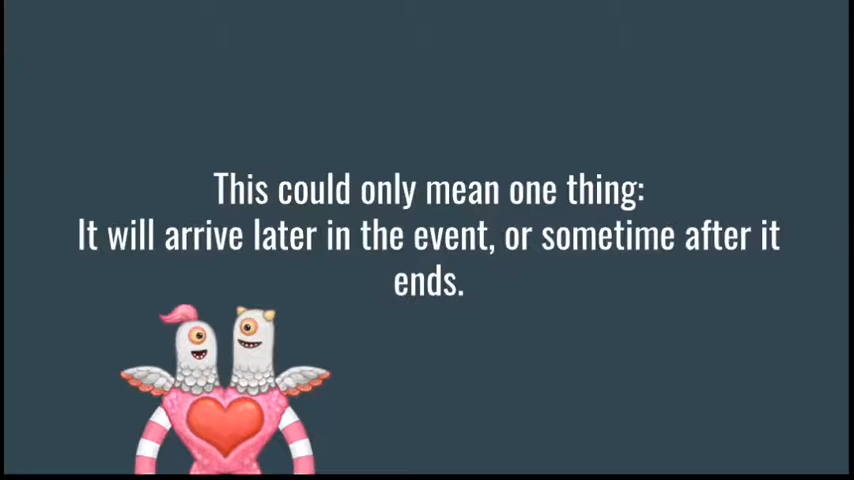 This could only mean one thing:
It will arrive later in the event, or sometime after it
ends.